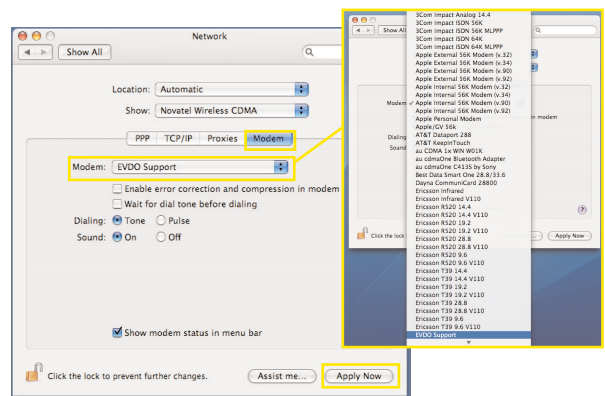 Network
Show All
Location: Automatic
Show: Novatel Wireless CDMA
PPP TCP/IP Proxies Modem
Modem: EVDO Support
Enable error correction and compression in modem
Wait for dial tone before dialing
Dialing: Tone Pulse
Sound: On Off
Show modem status in menu bar
Click the lock to prevent further changes.
Assist me... Apply Now
Show All
Modem
Dialing
Sound
in modem
Click the lock
... Apply Now
3Com Impact Analog 14.4
3Com Impact ISDN 56K
3Com Impact ISDN 56K MLPPP
3Com Impact ISDN 64K
3Com Impact ISDN 64K MLPPP
Apple External 56K Modem (v.32)
Apple External 56K Modem (v.34)
Apple External 56K Modem (v.90)
Apple External 56K Modem (v.92)
Apple Internal 56K Modem (v.32)
Apple Internal 56K Modem (v.34)
✓ Apple Internal 56K Modem (v.90)
Apple Internal 56K Modem (v.92)
Apple Personal Modem
Apple/GV 56k
AT&T Dataport 288
AT&T KeepinTouch
au CDMA 1x WIN W01K
au cdmaOne Bluetooth Adapter
au cdmaOne C413S by Sony
Best Data Smart One 28.8/33.6
Dayna CommuniCard 28800
Ericsson Infrared
Ericsson Infrared V110
Ericsson R520 14.4
Ericsson R520 14.4 V110
Ericsson R520 19.2
Ericsson R520 19.2 V110
Ericsson R520 28.8
Ericsson R520 28.8 V110
Ericsson R520 9.6
Ericsson R520 9.6 V110
Ericsson T39 14.4
Ericsson T39 14.4 V110
Ericsson T39 19.2
Ericsson T39 19.2 V110
Ericsson T39 28.8
Ericsson T39 28.8 V110
Ericsson T39 9.6
Ericsson T39 9.6 V110
EVDO Support